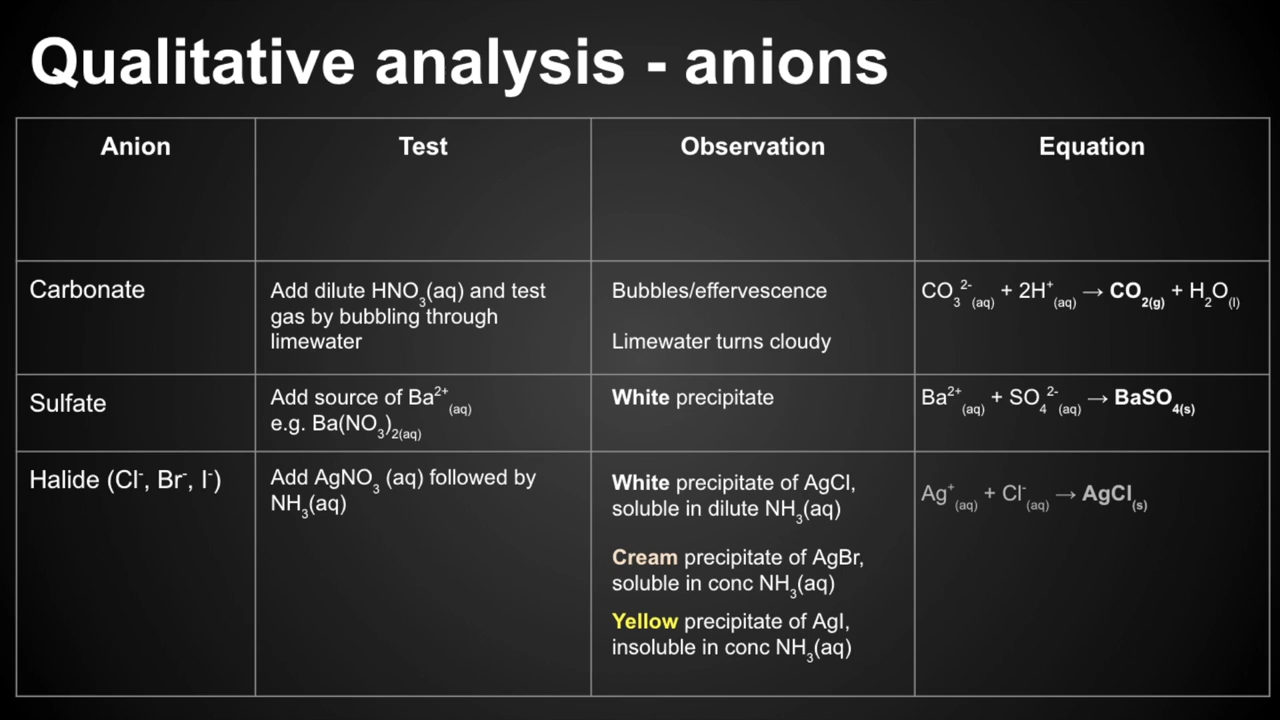 Qualitative analysis - anions
Anion Test Observation Equation
Carbonate
Add dilute HNO₃(aq) and test
gas by bubbling through
limewater
Bubbles/effervescence
Limewater turns cloudy
CO₃²⁻(aq) + 2H⁺(aq) → CO₂(g) + H₂O(l)
Sulfate
Add source of Ba²⁺(aq)
e.g. Ba(NO₃)₂(aq)
White precipitate
Ba²⁺(aq) + SO₄²⁻(aq) → BaSO₄(s)
Halide (Cl⁻, Br⁻, I⁻)
Add AgNO₃ (aq) followed by
NH₃(aq)
White precipitate of AgCl,
soluble in dilute NH₃(aq)
Cream precipitate of AgBr,
soluble in conc NH₃(aq)
Yellow precipitate of AgI,
insoluble in conc NH₃(aq)
Ag⁺(aq) + Cl⁻(aq) → AgCl(s)